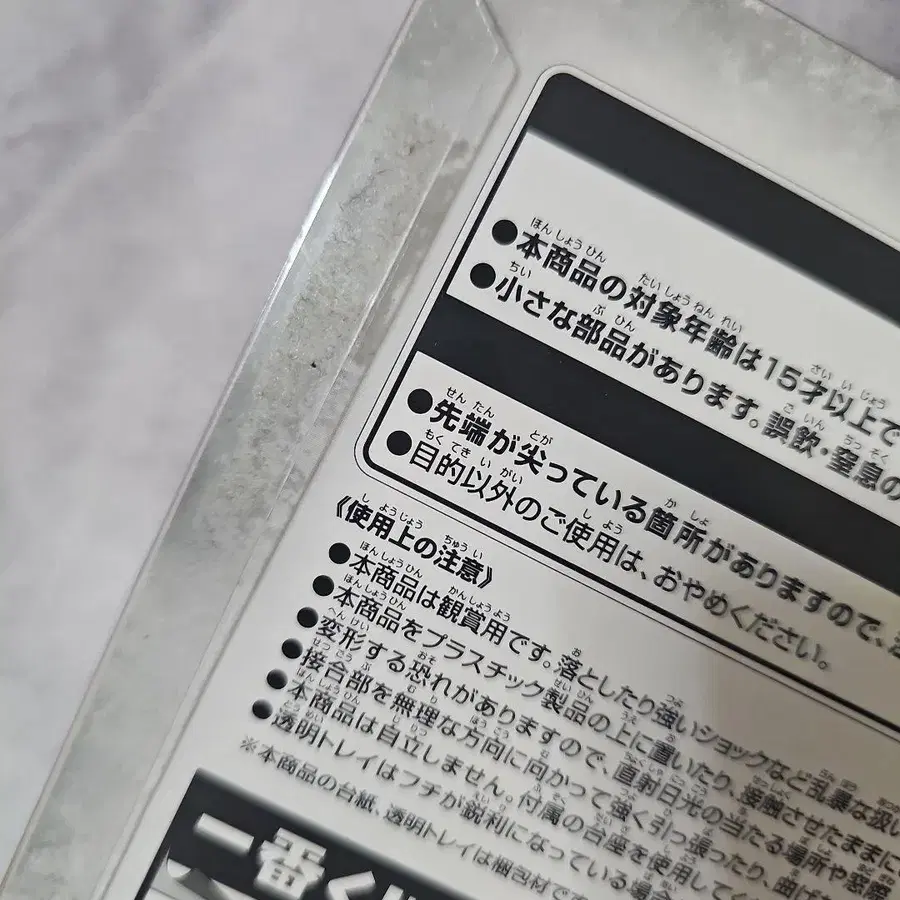 ●本商品の対象年齢は15才以上で
●小さな部品があります。誤飲・窒息の
●先端が尖っている箇所がありますので、
●目的以外のご使用は、おやめください。
《使用上の注意》
●本商品は観賞用です。落としたり強いショックなど乱暴な扱い
●本商品をプラスチック製品の上に置いたり、接触させたままに
●変形する恐れがありますので、直射日光の当たる場所や窓際
●接合部を無理な方向に向かって強く引っ張ったり、曲げ
●本商品は自立しません。付属の台座を使用して
●透明トレイはフチが鋭利になっている場合
※本商品の台紙、透明トレイは梱包材で
一番く